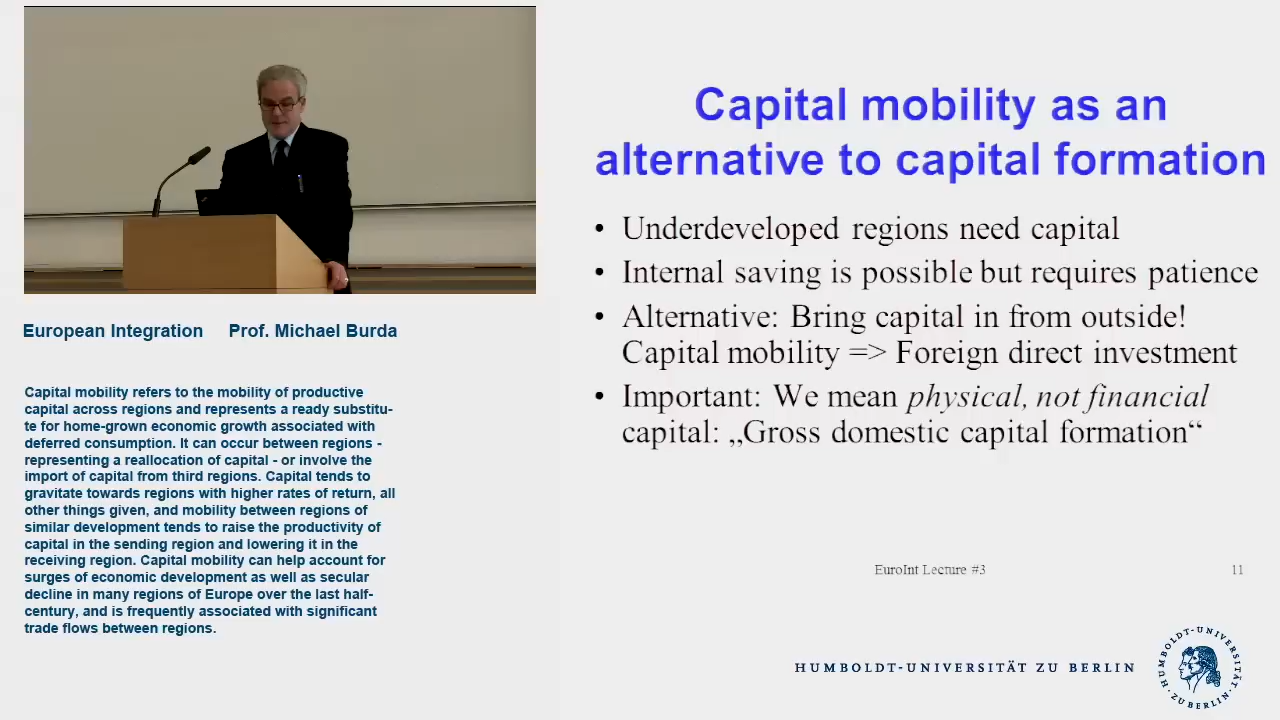 Capital mobility as an
alternative to capital formation
• Underdeveloped regions need capital
• Internal saving is possible but requires patience
• Alternative: Bring capital in from outside!
Capital mobility => Foreign direct investment
• Important: We mean physical, not financial
capital: „Gross domestic capital formation“
European Integration Prof. Michael Burda
Capital mobility refers to the mobility of productive
capital across regions and represents a ready substitu-
te for home-grown economic growth associated with
deferred consumption. It can occur between regions -
representing a reallocation of capital - or involve the
import of capital from third regions. Capital tends to
gravitate towards regions with higher rates of return, all
other things given, and mobility between regions of
similar development tends to raise the productivity of
capital in the sending region and lowering it in the
receiving region. Capital mobility can help account for
surges of economic development as well as secular
decline in many regions of Europe over the last half-
century, and is frequently associated with significant
trade flows between regions.
EuroInt Lecture #3 11
HUMBOLDT-UNIVERSITÄT ZU BERLIN
HUMBOLDT-UNIVERSITÄT
ZU BERLIN